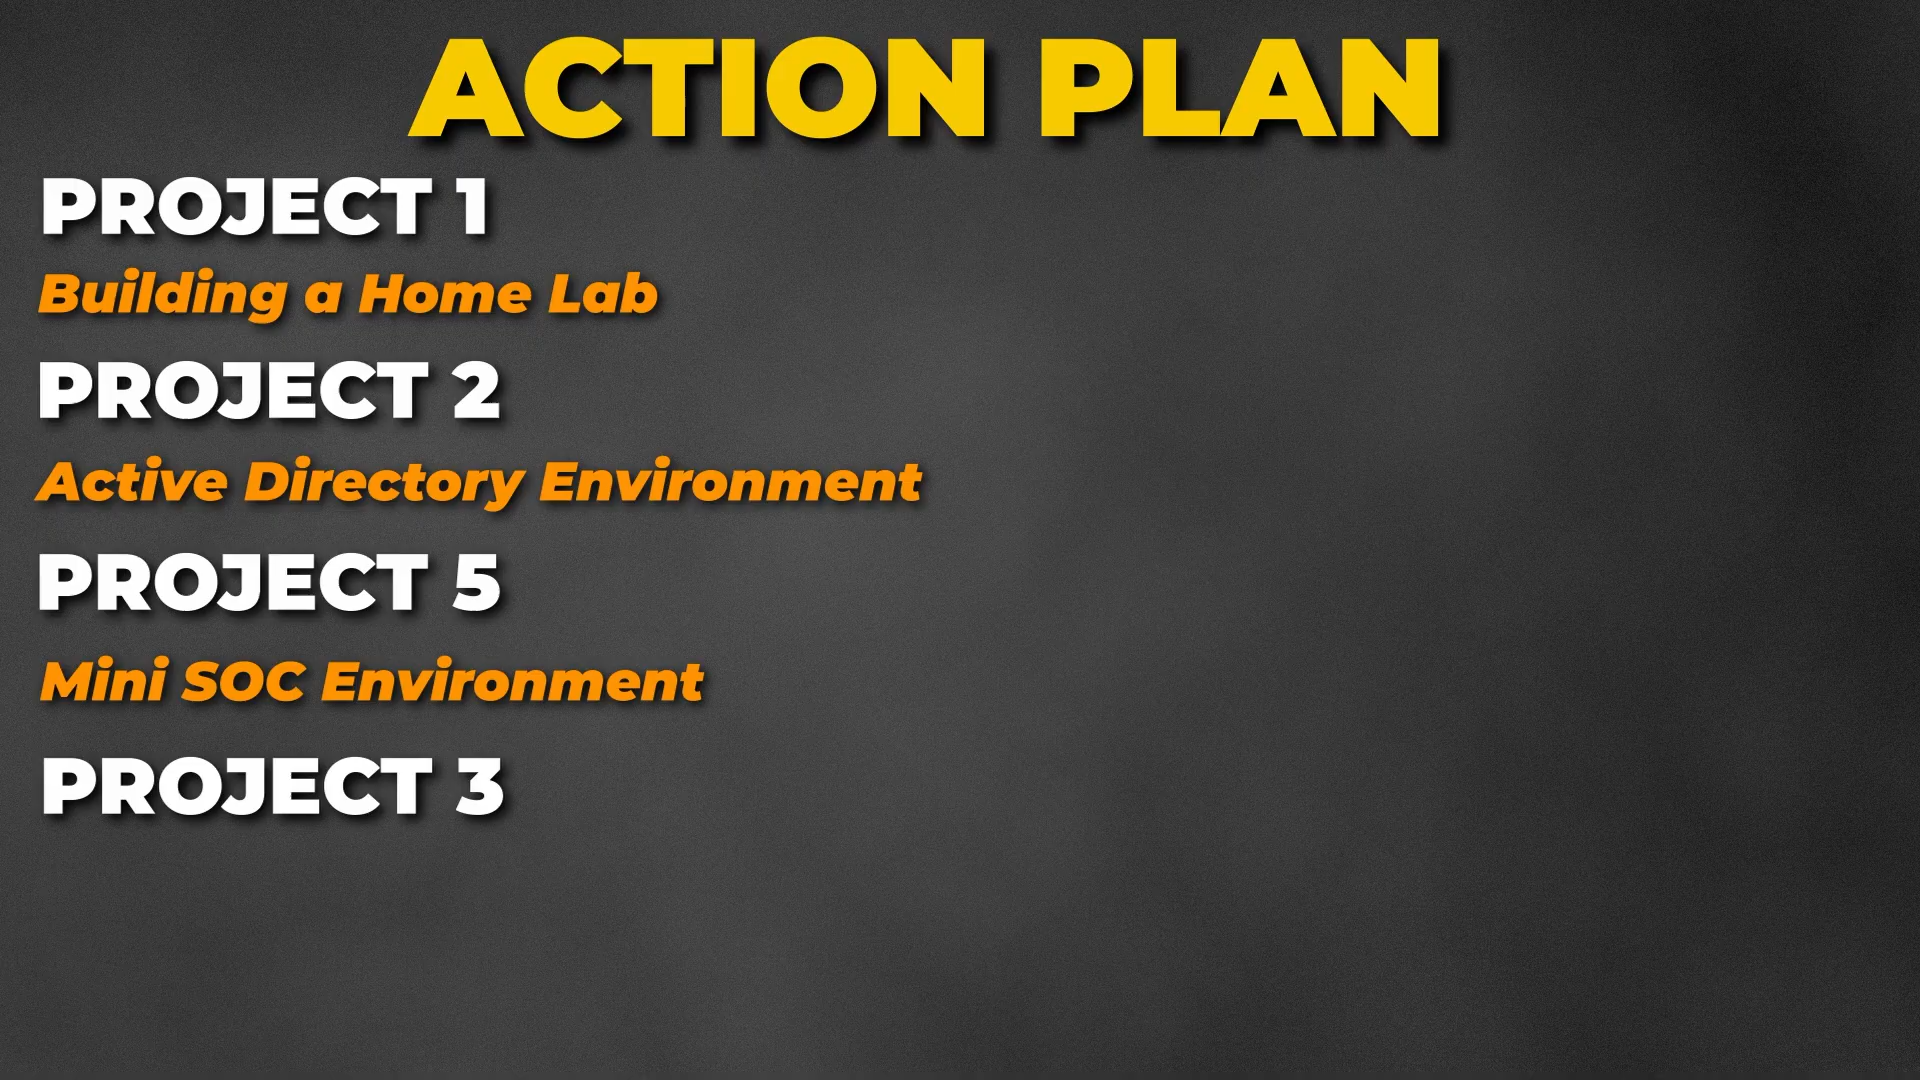 ACTION PLAN
PROJECT 1
Building a Home Lab
PROJECT 2
Active Directory Environment
PROJECT 5
Mini SOC Environment
PROJECT 3